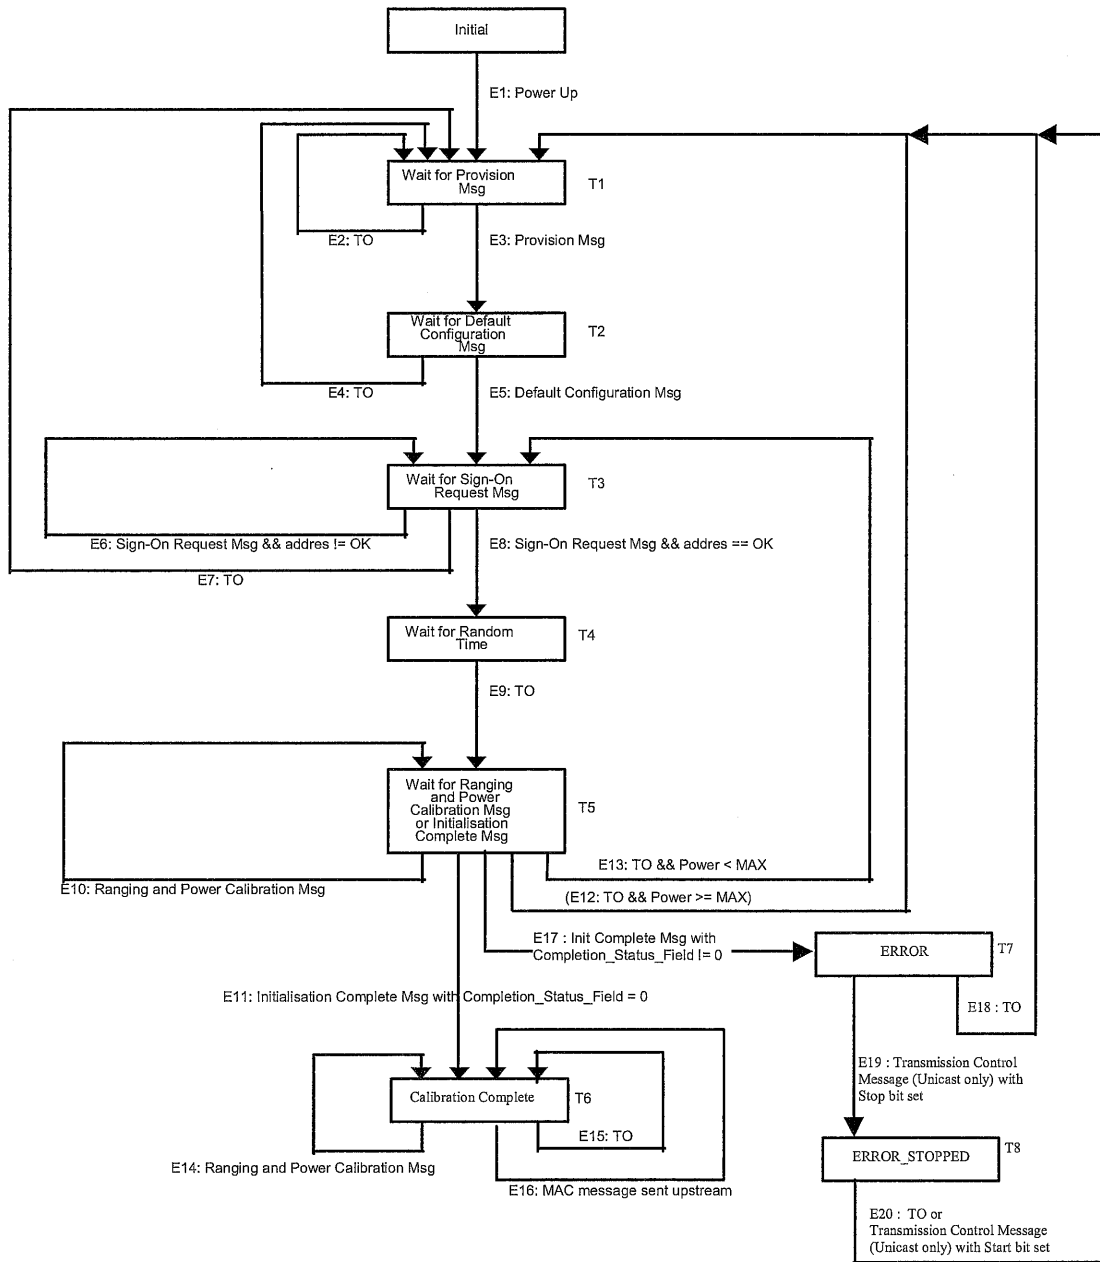 Initial
E1: Power Up
Wait for Provision
Msg
T1
E2: TO
E3: Provision Msg
Wait for Default
Configuration
Msg
T2
E4: TO
E5: Default Configuration Msg
Wait for Sign-On
Request Msg
T3
E6: Sign-On Request Msg && addres != OK
E8: Sign-On Request Msg && addres == OK
E7: TO
Wait for Random
Time
T4
E9: TO
Wait for Ranging
and Power
Calibration Msg
or Initialisation
Complete Msg
T5
E13: TO && Power < MAX
E10: Ranging and Power Calibration Msg
(E12: TO && Power >= MAX)
E17 : Init Complete Msg with
Completion_Status_Field != 0
ERROR
T7
E11: Initialisation Complete Msg with Completion_Status_Field = 0
E18 : TO
E19 : Transmission Control
Message (Unicast only) with
Stop bit set
Calibration Complete
T6
E15: TO
E14: Ranging and Power Calibration Msg
E16: MAC message sent upstream
ERROR_STOPPED
T8
E20 : TO or
Transmission Control Message
(Unicast only) with Start bit set